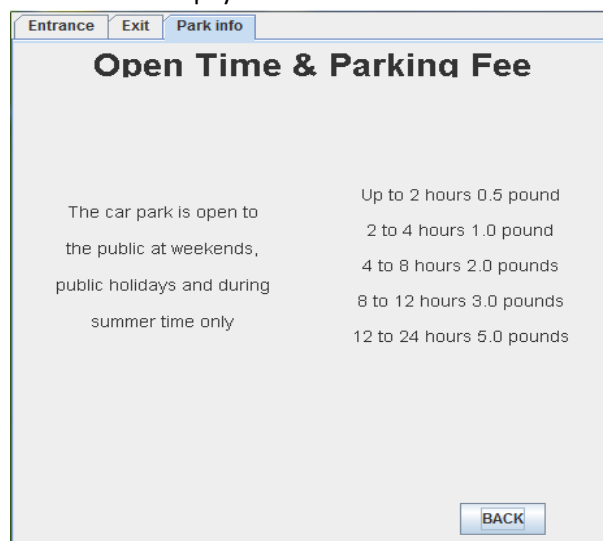 Entrance Exit Park info
Open Time & Parking Fee
The car park is open to
the public at weekends,
public holidays and during
summer time only
Up to 2 hours 0.5 pound
2 to 4 hours 1.0 pound
4 to 8 hours 2.0 pounds
8 to 12 hours 3.0 pounds
12 to 24 hours 5.0 pounds
BACK